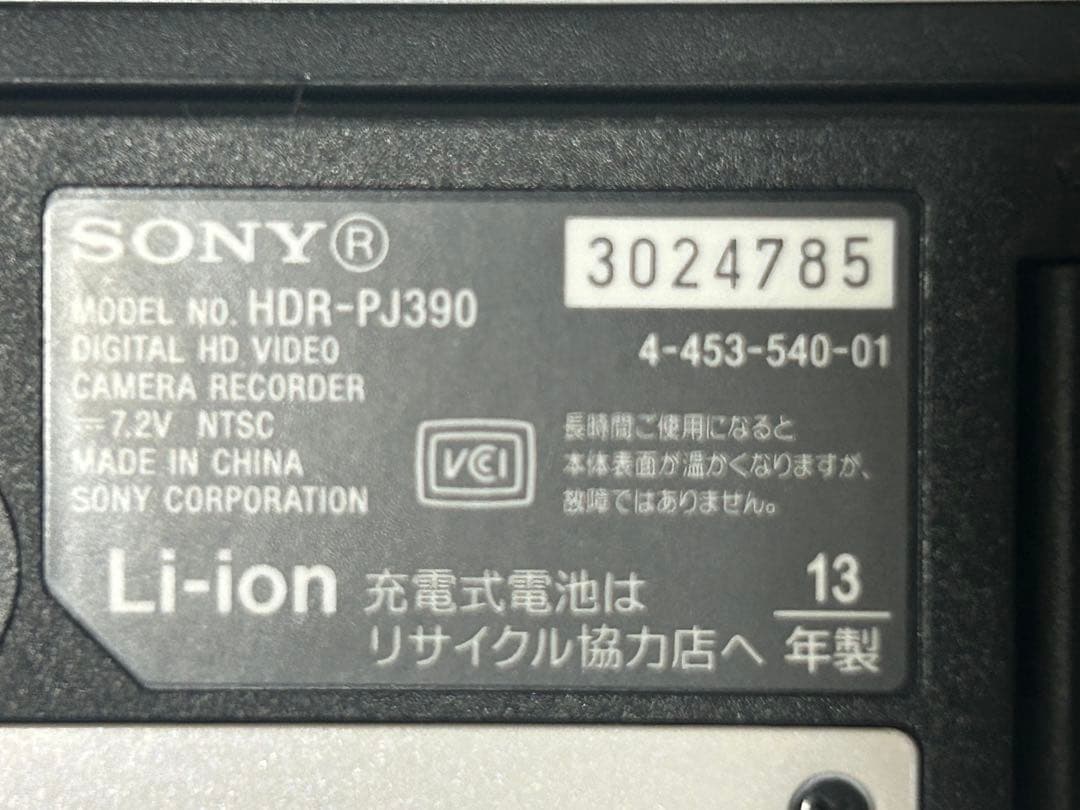 SONY®
3024785
MODEL NO. HDR-PJ390
DIGITAL HD VIDEO
CAMERA RECORDER
⎓7.2V NTSC
MADE IN CHINA
SONY CORPORATION
4-453-540-01
VCI
長時間ご使用になると
本体表面が温かくなりますが、
故障ではありません。
Li-ion
充電式電池は
リサイクル協力店へ
13
年製